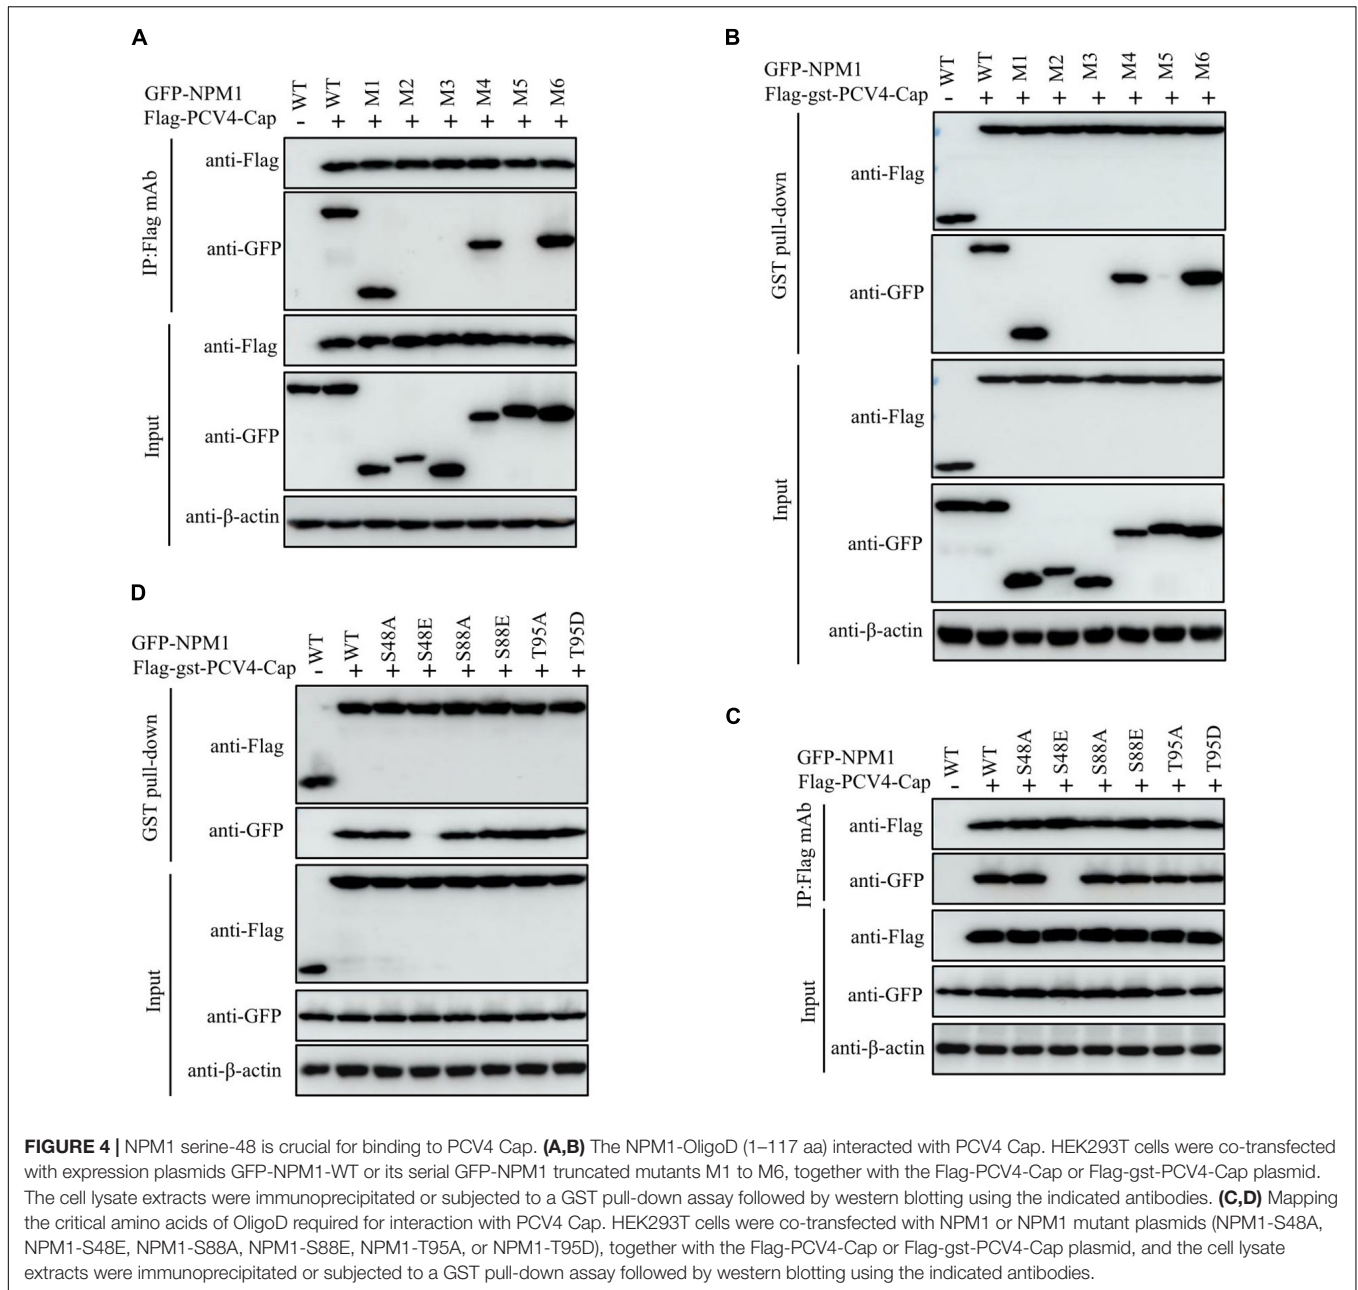 A
GFP-NPM1 WT WT M1 M2 M3 M4 M5 M6
Flag-PCV4-Cap - + + + + + + +
IP:Flag mAb
anti-Flag
anti-GFP
Input
anti-Flag
anti-GFP
anti-β-actin
B
GFP-NPM1 WT WT M1 M2 M3 M4 M5 M6
Flag-gst-PCV4-Cap - + + + + + + +
GST pull-down
anti-Flag
anti-GFP
Input
anti-Flag
anti-GFP
anti-β-actin
D
GFP-NPM1 WT WT S48A S48E S88A S88E T95A T95D
Flag-gst-PCV4-Cap - + + + + + + +
GST pull-down
anti-Flag
anti-GFP
Input
anti-Flag
anti-GFP
anti-β-actin
C
GFP-NPM1 WT WT S48A S48E S88A S88E T95A T95D
Flag-PCV4-Cap - + + + + + + +
IP:Flag mAb
anti-Flag
anti-GFP
Input
anti-Flag
anti-GFP
anti-β-actin
FIGURE 4 | NPM1 serine-48 is crucial for binding to PCV4 Cap. (A,B) The NPM1-OligoD (1–117 aa) interacted with PCV4 Cap. HEK293T cells were co-transfected
with expression plasmids GFP-NPM1-WT or its serial GFP-NPM1 truncated mutants M1 to M6, together with the Flag-PCV4-Cap or Flag-gst-PCV4-Cap plasmid.
The cell lysate extracts were immunoprecipitated or subjected to a GST pull-down assay followed by western blotting using the indicated antibodies. (C,D) Mapping
the critical amino acids of OligoD required for interaction with PCV4 Cap. HEK293T cells were co-transfected with NPM1 or NPM1 mutant plasmids (NPM1-S48A,
NPM1-S48E, NPM1-S88A, NPM1-S88E, NPM1-T95A, or NPM1-T95D), together with the Flag-PCV4-Cap or Flag-gst-PCV4-Cap plasmid, and the cell lysate
extracts were immunoprecipitated or subjected to a GST pull-down assay followed by western blotting using the indicated antibodies.